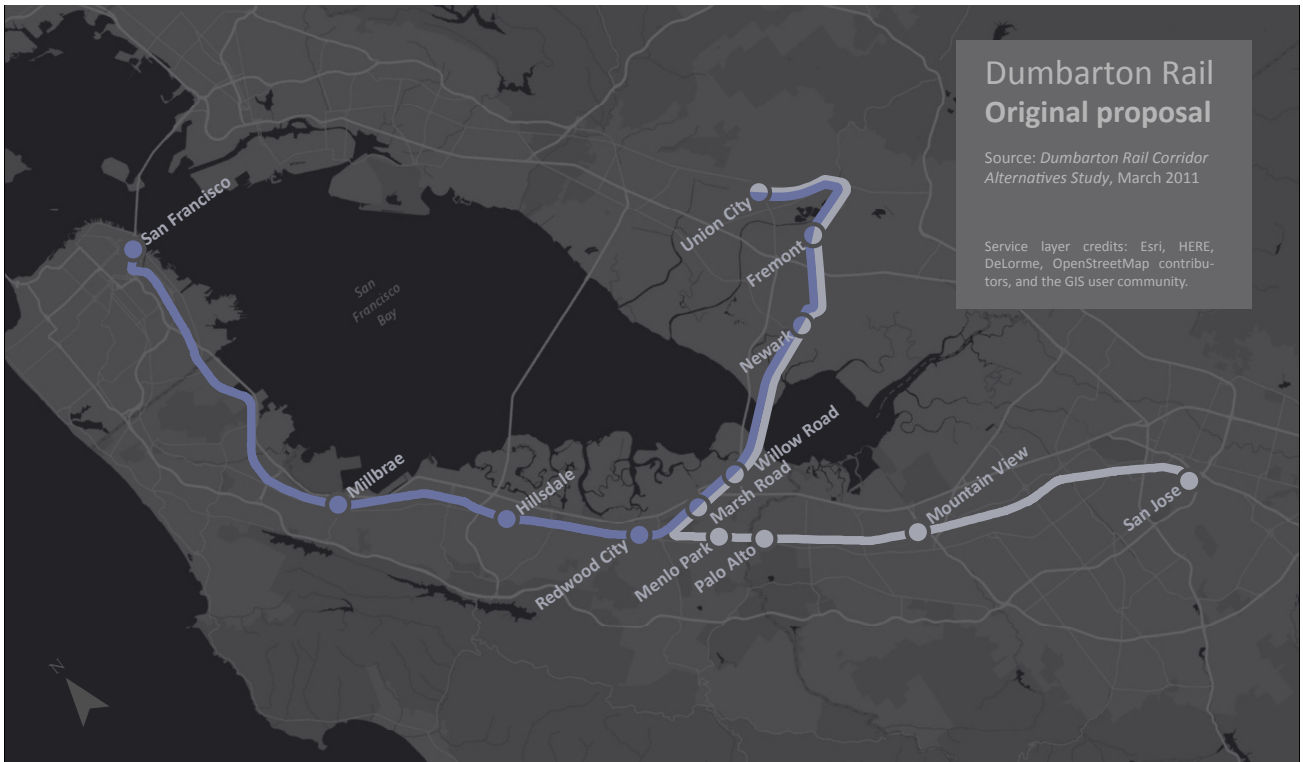 Dumbarton Rail
Original proposal
Source: Dumbarton Rail Corridor
Alternatives Study, March 2011
Service layer credits: Esri, HERE,
DeLorme, OpenStreetMap contribu-
tors, and the GIS user community.
San Francisco
Union City
Fremont
San
Francisco
Bay
Newark
Willow Road
Marsh Road
Millbrae
Hillsdale
Mountain View
San Jose
Redwood City
Menlo Park
Palo Alto
N